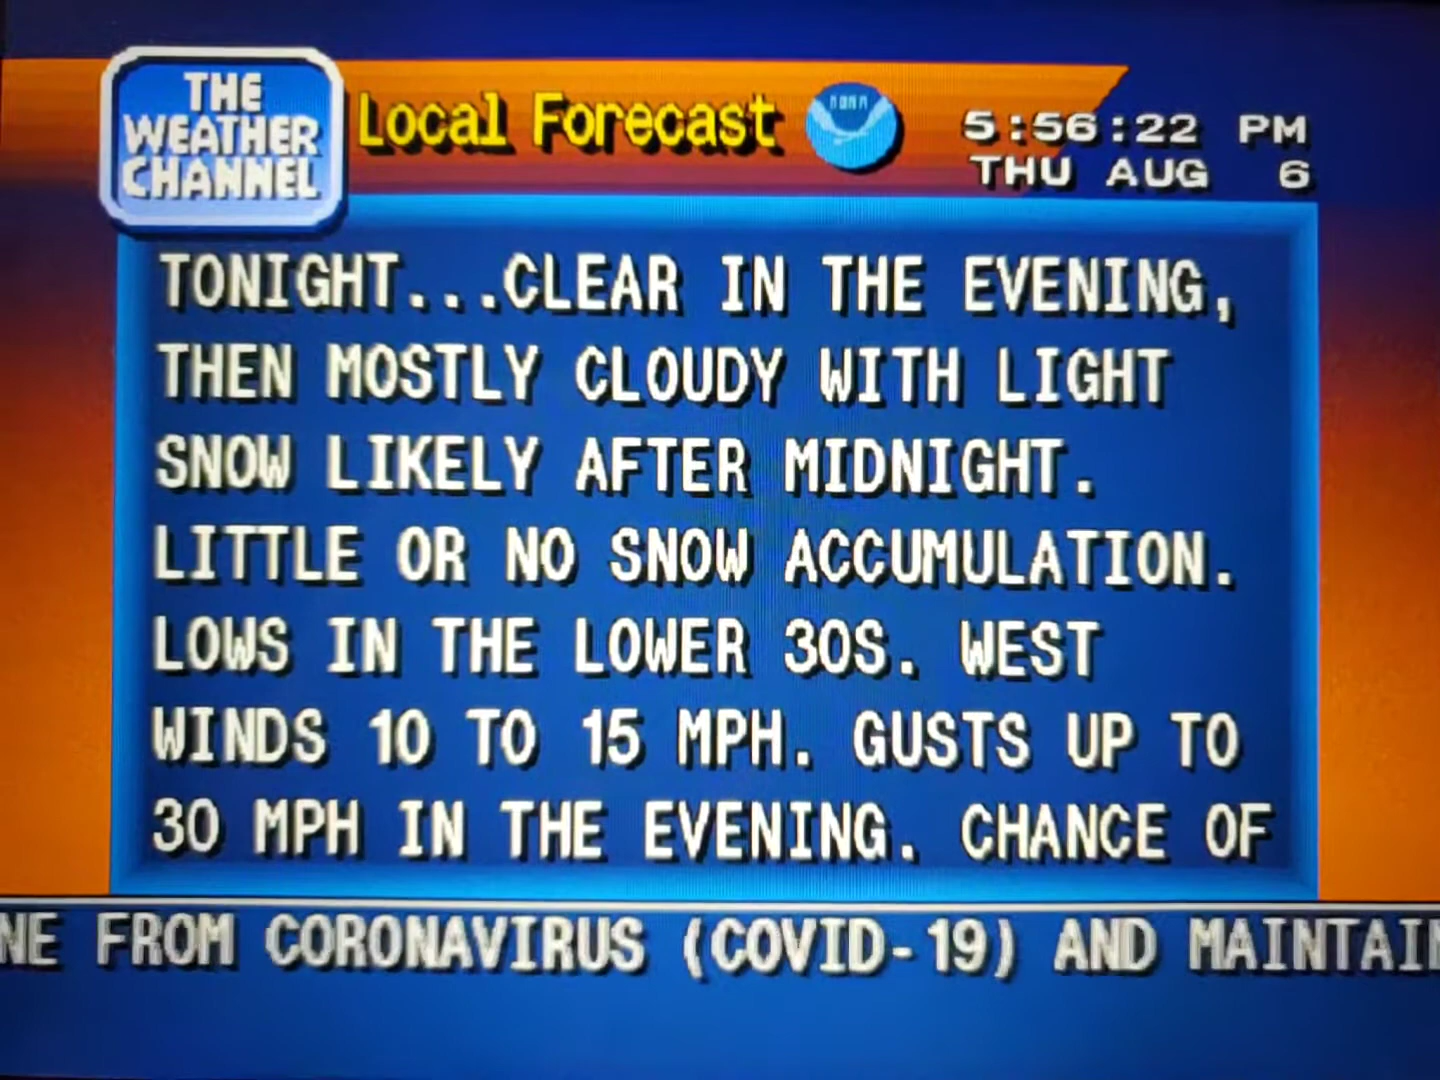 THE
WEATHER
CHANNEL
Local Forecast
NOAA
5:56:22 PM
THU AUG 6
TONIGHT...CLEAR IN THE EVENING,
THEN MOSTLY CLOUDY WITH LIGHT
SNOW LIKELY AFTER MIDNIGHT.
LITTLE OR NO SNOW ACCUMULATION.
LOWS IN THE LOWER 30S. WEST
WINDS 10 TO 15 MPH. GUSTS UP TO
30 MPH IN THE EVENING. CHANCE OF
NE FROM CORONAVIRUS (COVID-19) AND MAINTAIN